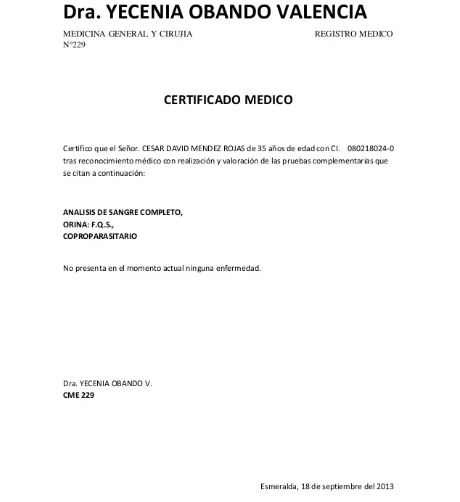 Dra. YECENIA OBANDO VALENCIA
MEDICINA GENERAL Y CIRUJIA REGISTRO MEDICO
N°229
CERTIFICADO MEDICO
Certifico que el Señor. CESAR DAVID MENDEZ ROJAS de 35 años de edad con CI. 080218024-0
tras reconocimiento médico con realización y valoración de las pruebas complementarias que
se citan a continuación:
ANALISIS DE SANGRE COMPLETO,
ORINA: F.Q.S.,
COPROPARASITARIO
No presenta en el momento actual ninguna enfermedad.
Dra. YECENIA OBANDO V.
CME 229
Esmeralda, 18 de septiembre del 2013